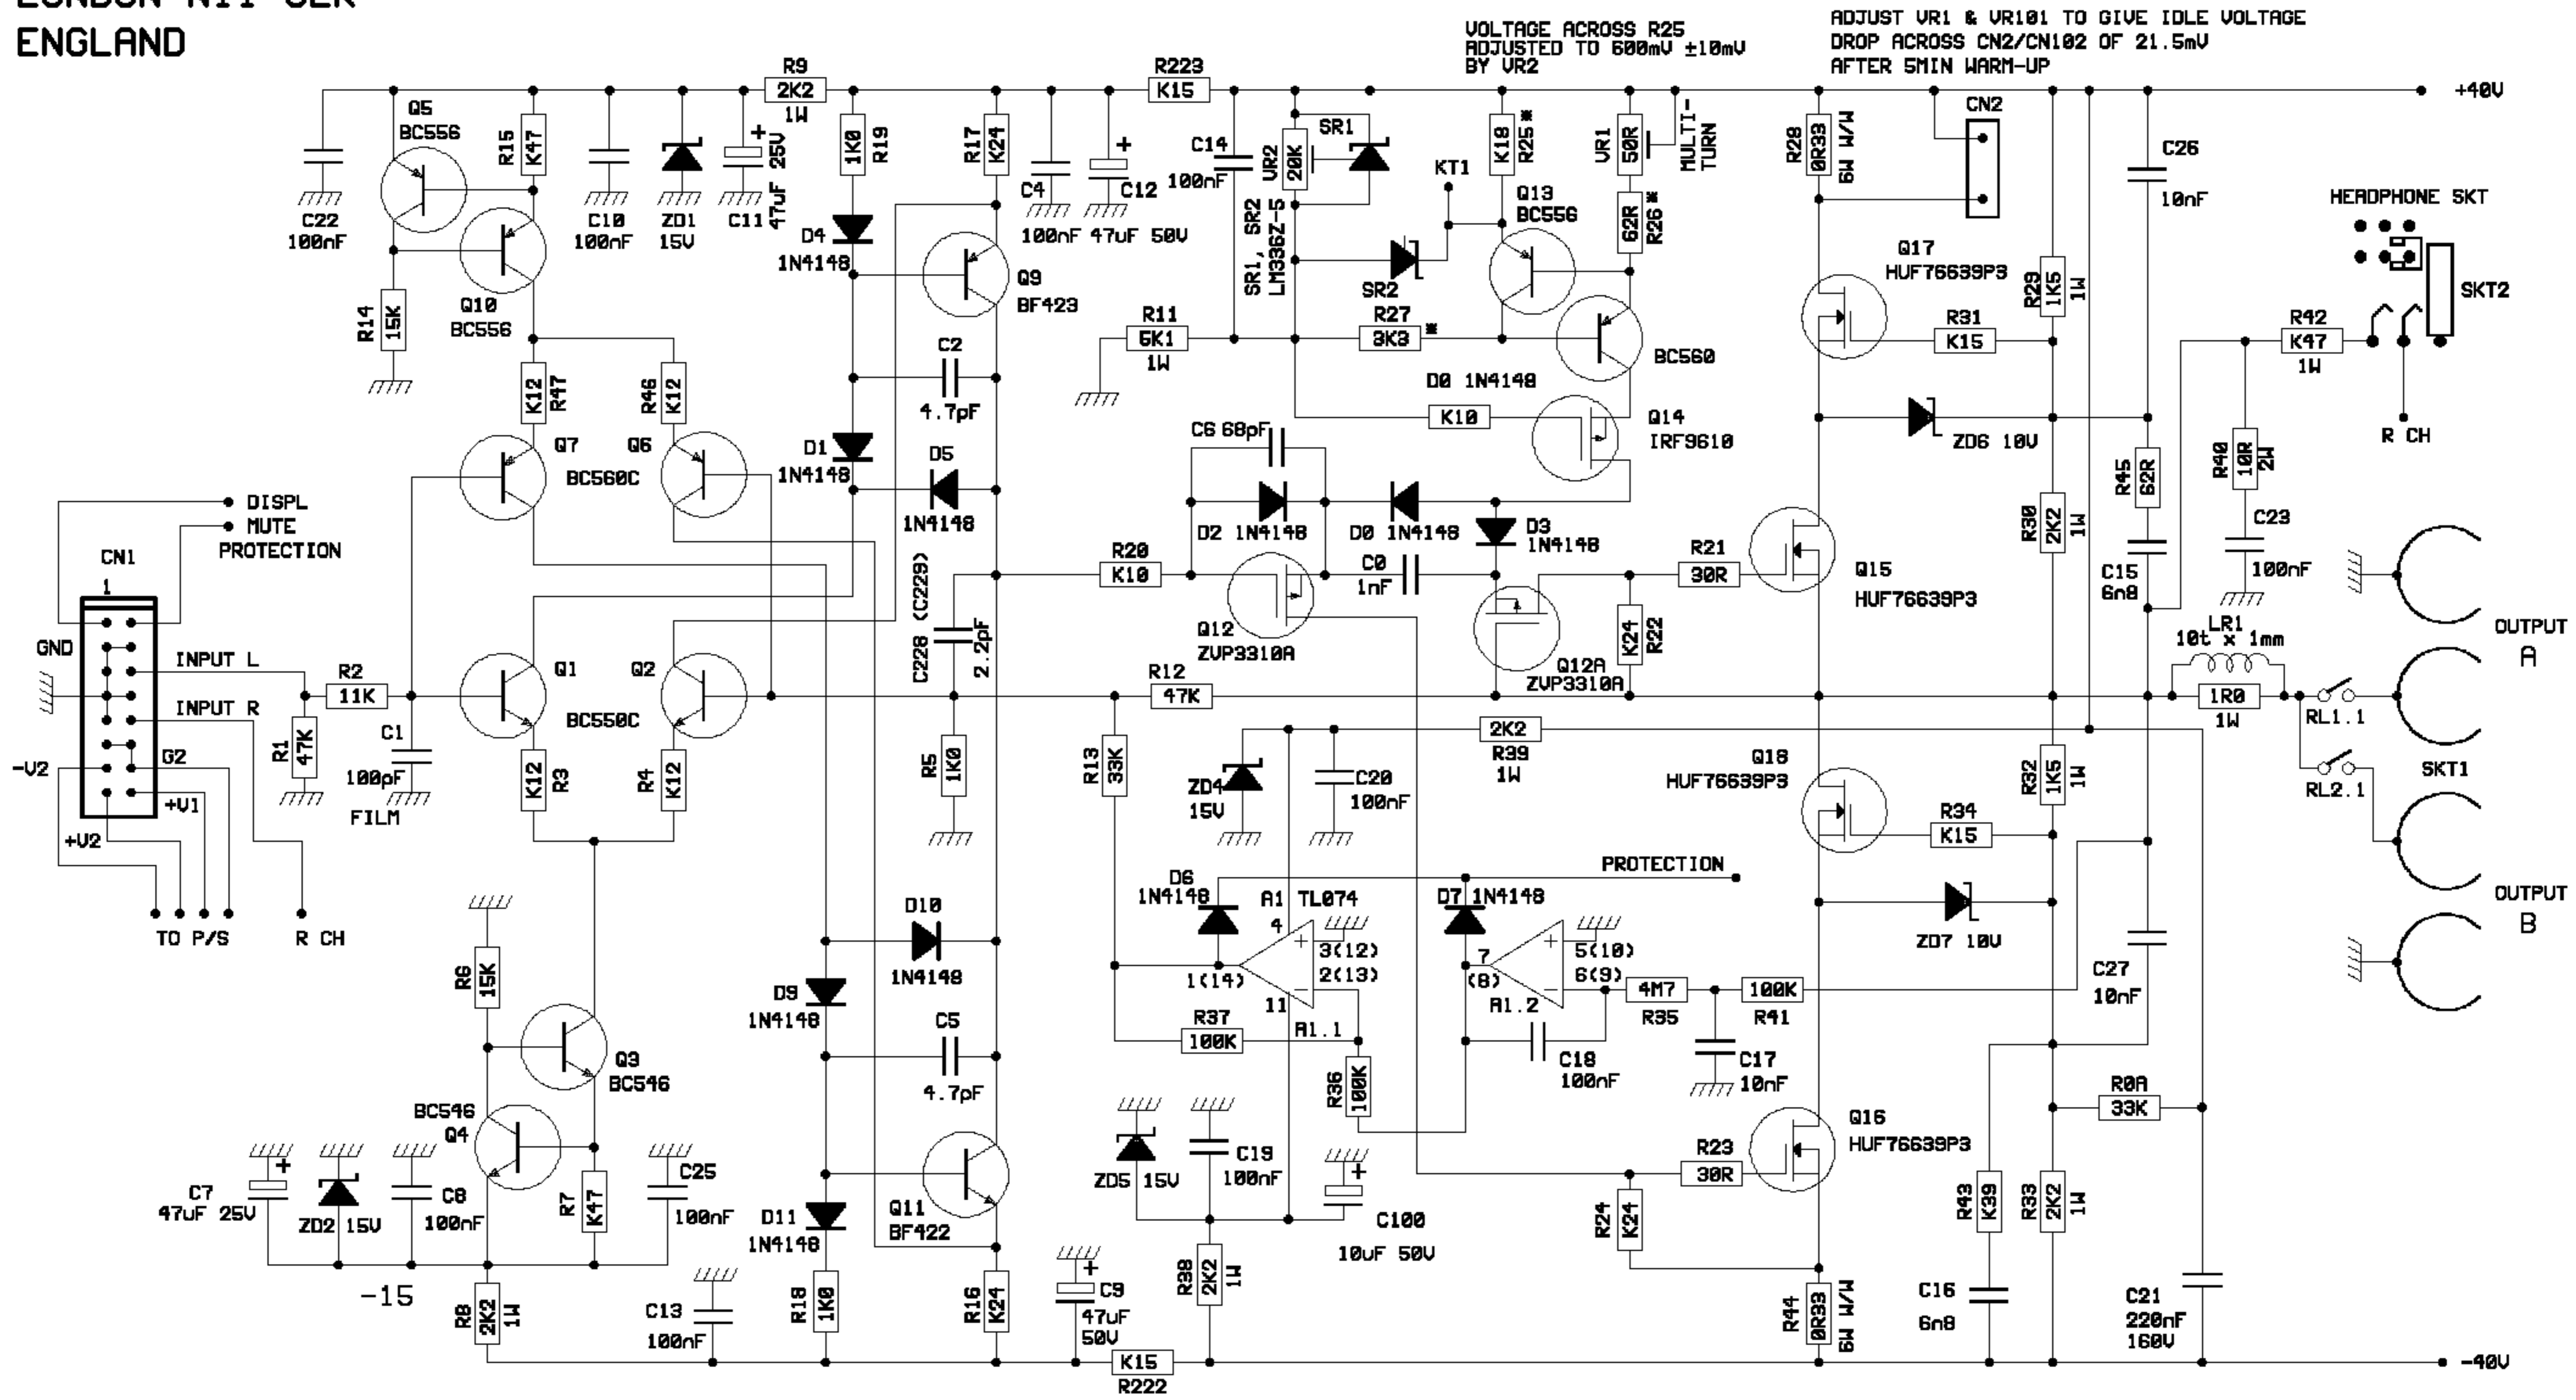 ENGLAND
VOLTAGE ACROSS R25
ADJUSTED TO 600mV ±10mV
BY VR2
ADJUST VR1 & VR101 TO GIVE IDLE VOLTAGE
DROP ACROSS CN2/CN102 OF 21.5mV
AFTER 5MIN WARM-UP
+40V
R9
2K2
1W
R223
K15
Q5
BC556
R15
K47
C22
100nF
C10
100nF
ZD1
15V
C11
47uF 25V
+
1K0
R19
R17
K24
C4
100nF
C12
47uF 50V
+
C14
100nF
VR2
20K
SR1
SR1, SR2
LM336Z-5
KT1
K18
R25*
VR1
50R
MULTI-
TURN
62R
R26*
R28
0R33
6W W/W
CN2
C26
10nF
HEADPHONE SKT
SKT2
R CH
Q10
BC556
R14
15K
D4
1N4148
Q9
BF423
R11
5K1
1W
SR2
R27
3K3
*
Q13
BC556
BC560
Q17
HUF76639P3
R31
K15
R29
1K5
1W
R42
K47
1W
K12
R47
R46
K12
C2
4.7pF
D1
1N4148
D5
1N4148
D0 1N4148
K10
Q14
IRF9610
ZD6 10V
R40
10R
2W
C23
100nF
Q7
Q6
BC560C
C6 68pF
D2 1N4148
D0 1N4148
D3
1N4148
R45
62R
R30
2K2
1W
C15
6n8
DISPL
MUTE
PROTECTION
CN1
1
GND
INPUT L
INPUT R
G2
-V2
+V1
+V2
TO P/S
R CH
R2
11K
R1
47K
C1
100pF
FILM
Q1
Q2
BC550C
K12
R3
R4
K12
C228 (C229)
2.2pF
R20
K10
Q12
ZVP3310A
C0
1nF
Q12A
ZVP3310A
R21
30R
K24
R22
Q15
HUF76639P3
R12
47K
R5
1K0
R13
33K
2K2
R39
1W
ZD4
15V
C20
100nF
Q18
HUF76639P3
R34
K15
R32
1K5
1W
LR1
10t x 1mm
1R0
1W
RL1.1
RL2.1
OUTPUT
A
SKT1
OUTPUT
B
PROTECTION
D6
1N4148
A1 TL074
4
+
3(12)
2(13)
1(14)
-
11
A1.1
D7 1N4148
7
(8)
+
5(10)
6(9)
-
A1.2
4M7
R35
100K
R41
ZD7 10V
C27
10nF
D10
1N4148
D9
1N4148
R6
15K
Q3
BC546
BC546
Q4
C5
4.7pF
R37
100K
R36
100K
C18
100nF
C17
10nF
R0A
33K
C7
47uF 25V
+
ZD2 15V
C8
100nF
R7
K47
C25
100nF
D11
1N4148
Q11
BF422
ZD5 15V
C19
100nF
+
C100
10uF 50V
R23
30R
Q16
HUF76639P3
R24
K24
R43
K39
R33
2K2
1W
-15
R8
2K2
1W
C13
100nF
R18
1K0
R16
K24
+
C9
47uF
50V
R38
2K2
1W
R44
0R33
6W W/W
C16
6n8
C21
220nF
160V
K15
R222
-40V